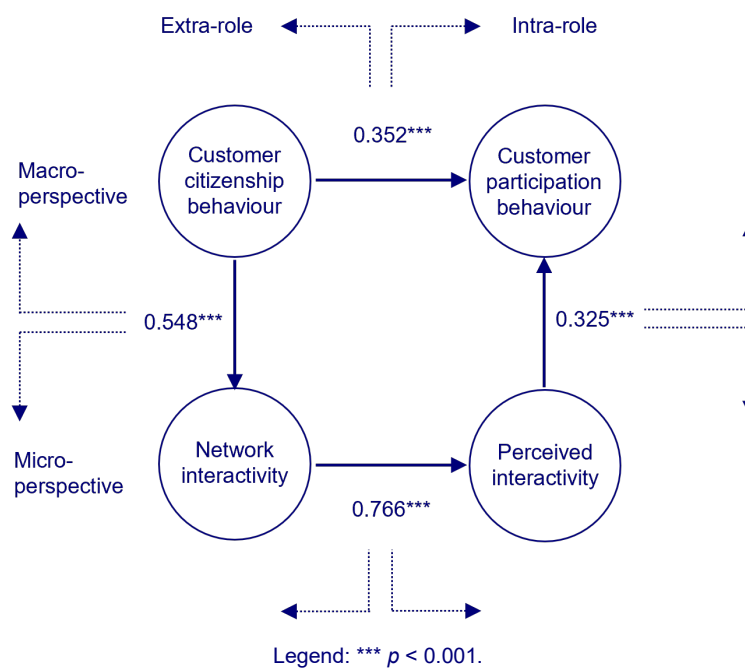 Extra-role
Intra-role
0.352***
Customer
citizenship
behaviour
Customer
participation
behaviour
Macro-
perspective
0.548***
0.325***
Micro-
perspective
Network
interactivity
Perceived
interactivity
0.766***
Legend: *** p < 0.001.